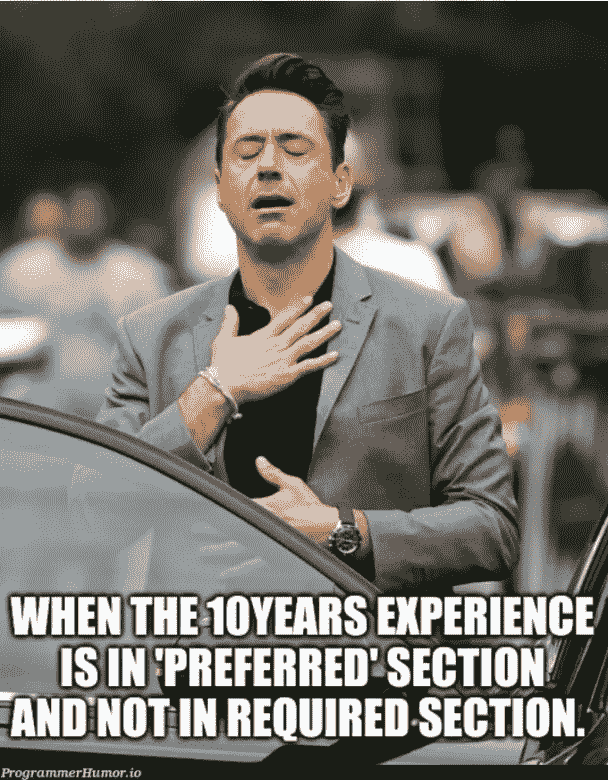 WHEN THE 10YEARS EXPERIENCE
IS IN 'PREFERRED' SECTION
AND NOT IN REQUIRED SECTION.
ProgrammerHumor.io